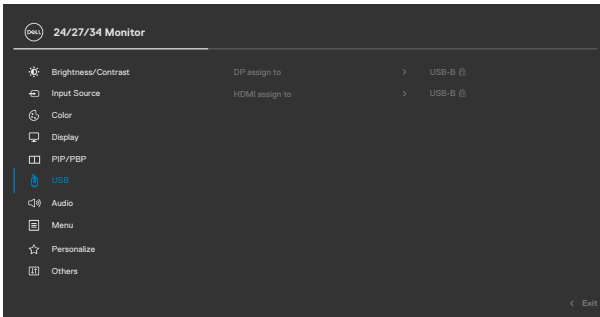 DELL 24/27/34 Monitor
Brightness/Contrast DP assign to > USB-B
Input Source HDMI assign to > USB-B
Color
Display
PIP/PBP
USB
Audio
Menu
Personalize
Others
< Exit